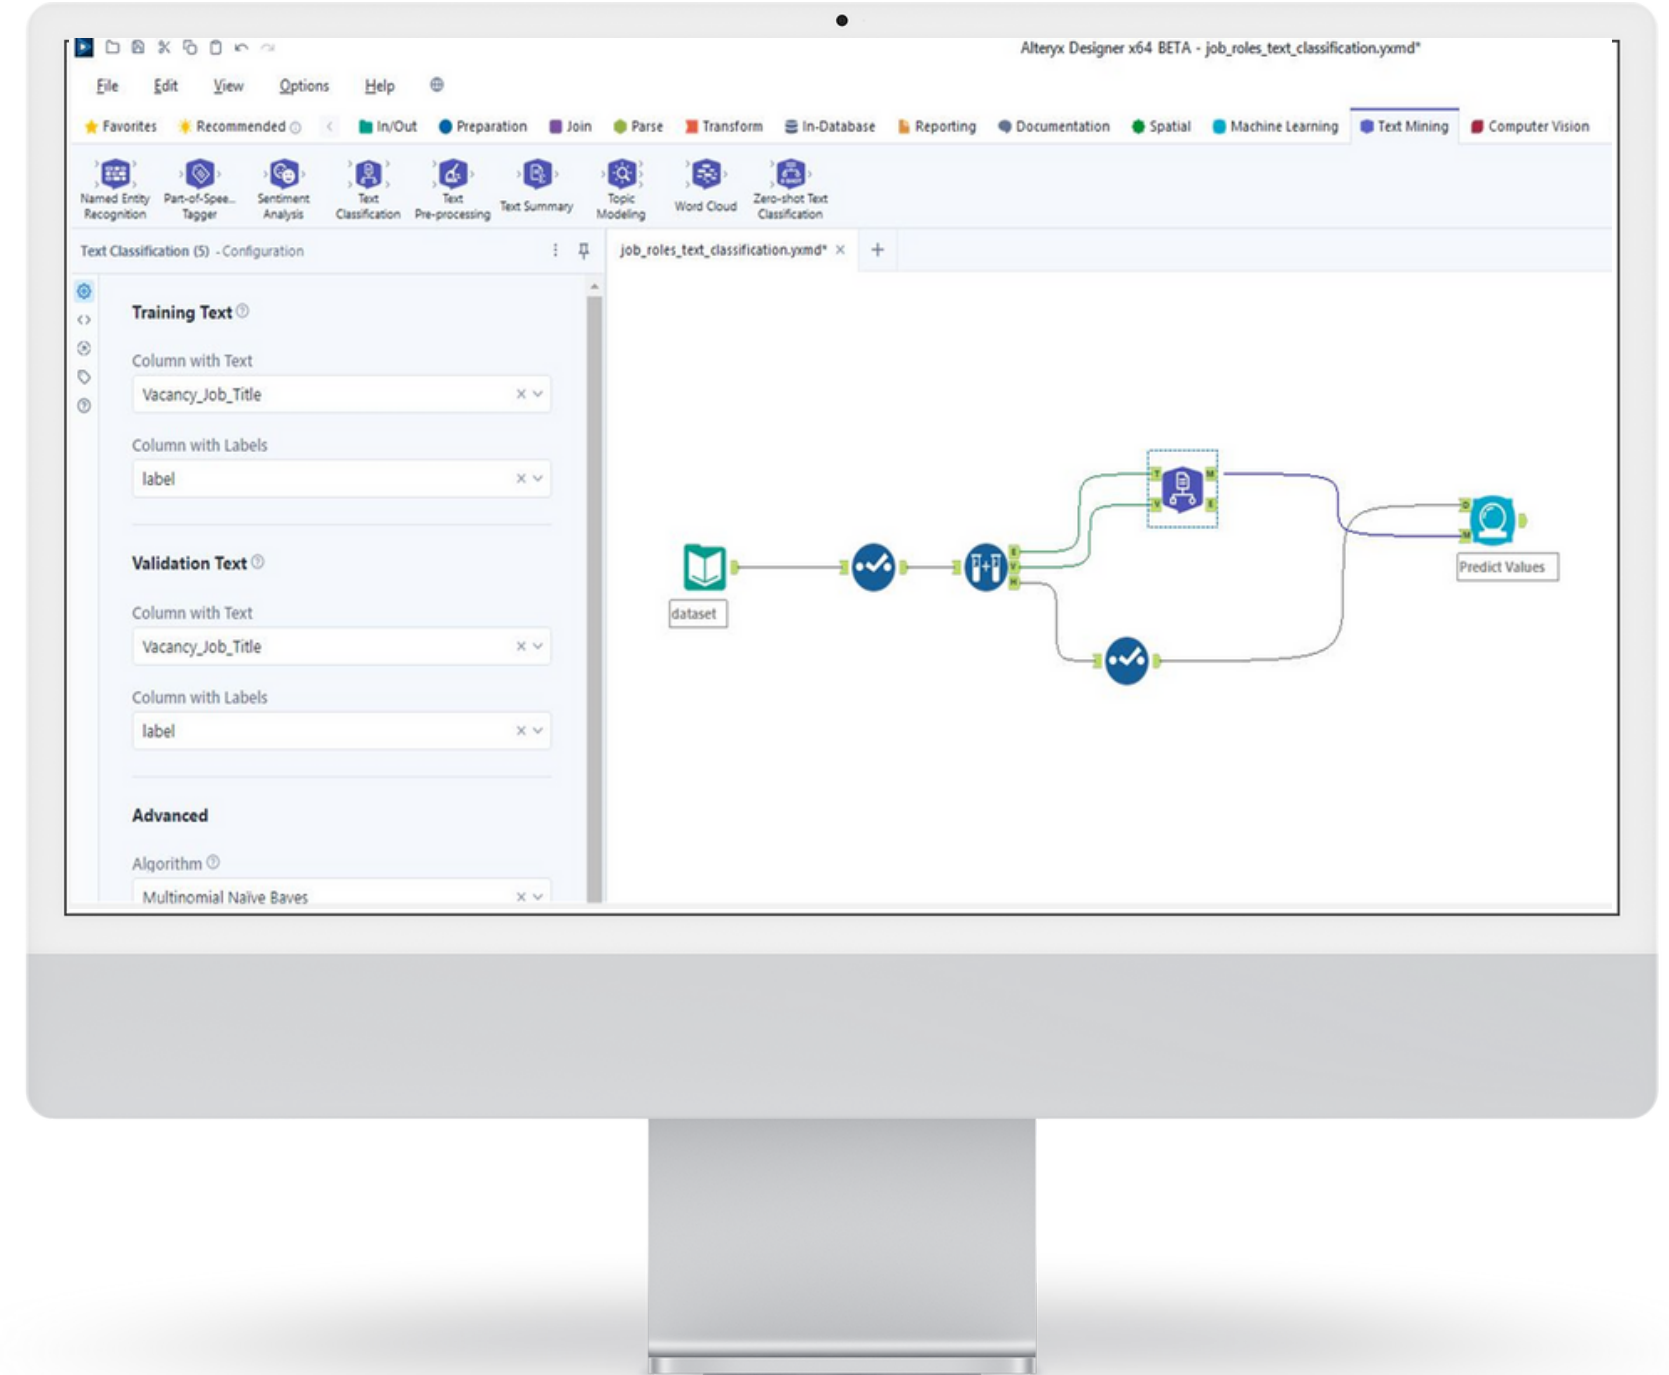 Alteryx Designer x64 BETA - job_roles_text_classification.yxmd*
File Edit View Options Help
Favorites Recommended In/Out Preparation Join Parse Transform In-Database Reporting Documentation Spatial Machine Learning Text Mining Computer Vision
Named Entity Recognition
Part-of-Spee... Tagger
Sentiment Analysis
Text Classification
Text Pre-processing
Text Summary
Topic Modeling
Word Cloud
Zero-shot Text Classification
Text Classification (5) - Configuration
job_roles_text_classification.yxmd*
Training Text
Column with Text
Vacancy_Job_Title
Column with Labels
label
Validation Text
Column with Text
Vacancy_Job_Title
Column with Labels
label
Advanced
Algorithm
Multinomial Naïve Bayes
dataset
E
V
H
T
V
M
E
D
M
Predict Values